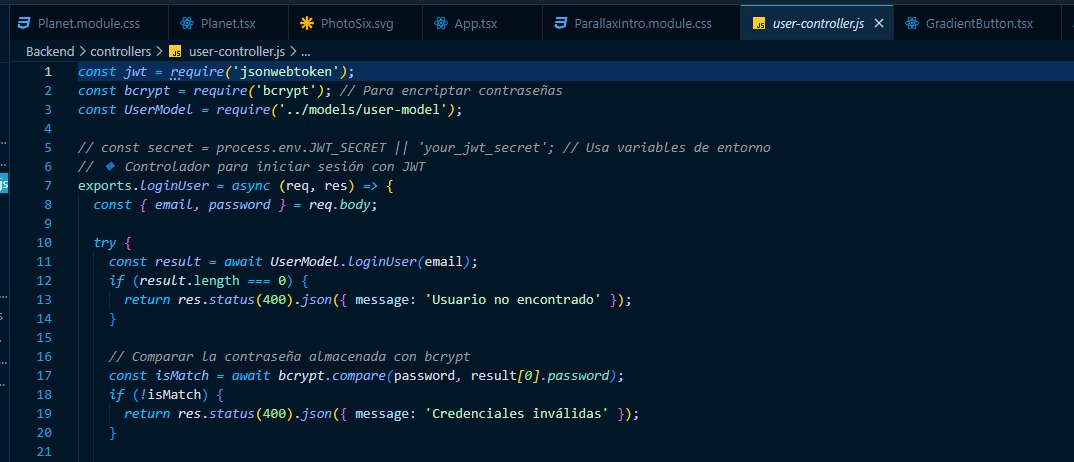 Planet.module.css Planet.tsx PhotoSix.svg App.tsx ParallaxIntro.module.css JS user-controller.js GradientButton.tsx
Backend > controllers > JS user-controller.js > ...
1 const jwt = require('jsonwebtoken');
2 const bcrypt = require('bcrypt'); // Para encriptar contraseñas
3 const UserModel = require('../models/user-model');
4
5 // const secret = process.env.JWT_SECRET || 'your_jwt_secret'; // Usa variables de entorno
6 // 🔹 Controlador para iniciar sesión con JWT
7 exports.loginUser = async (req, res) => {
8   const { email, password } = req.body;
9
10   try {
11     const result = await UserModel.loginUser(email);
12     if (result.length === 0) {
13       return res.status(400).json({ message: 'Usuario no encontrado' });
14     }
15
16     // Comparar la contraseña almacenada con bcrypt
17     const isMatch = await bcrypt.compare(password, result[0].password);
18     if (!isMatch) {
19       return res.status(400).json({ message: 'Credenciales inválidas' });
20     }
21